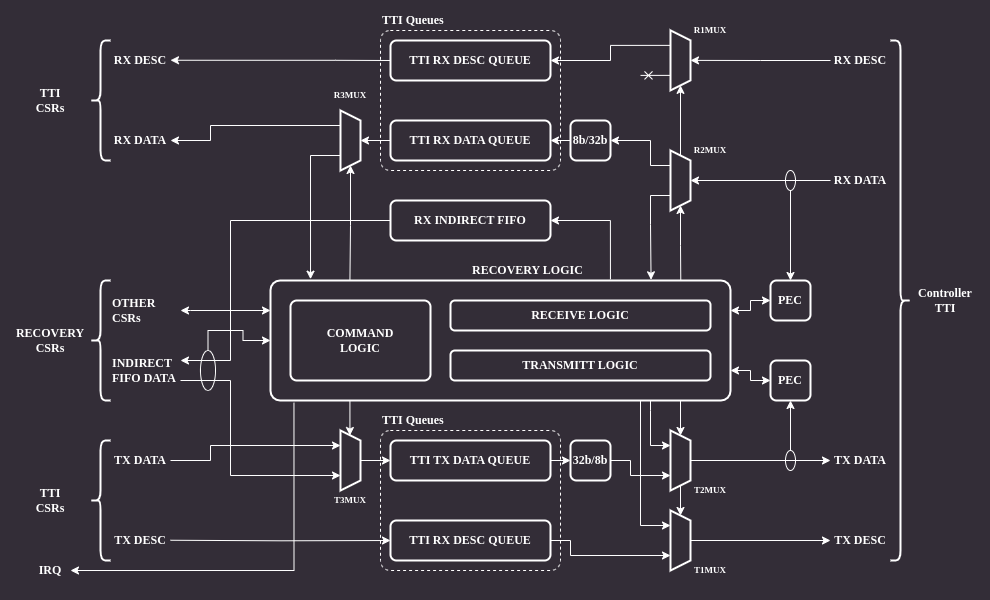 TTI Queues
R1MUX
RX DESC
TTI RX DESC QUEUE
RX DESC
TTI
CSRs
R3MUX
RX DATA
TTI RX DATA QUEUE
8b/32b
R2MUX
RX DATA
RX INDIRECT FIFO
RECOVERY LOGIC
OTHER
CSRs
COMMAND
LOGIC
RECEIVE LOGIC
PEC
Controller
TTI
RECOVERY
CSRs
INDIRECT
FIFO DATA
TRANSMITT LOGIC
PEC
TTI Queues
TX DATA
TTI TX DATA QUEUE
32b/8b
TX DATA
T3MUX
T2MUX
TTI
CSRs
TX DESC
TTI RX DESC QUEUE
TX DESC
IRQ
T1MUX